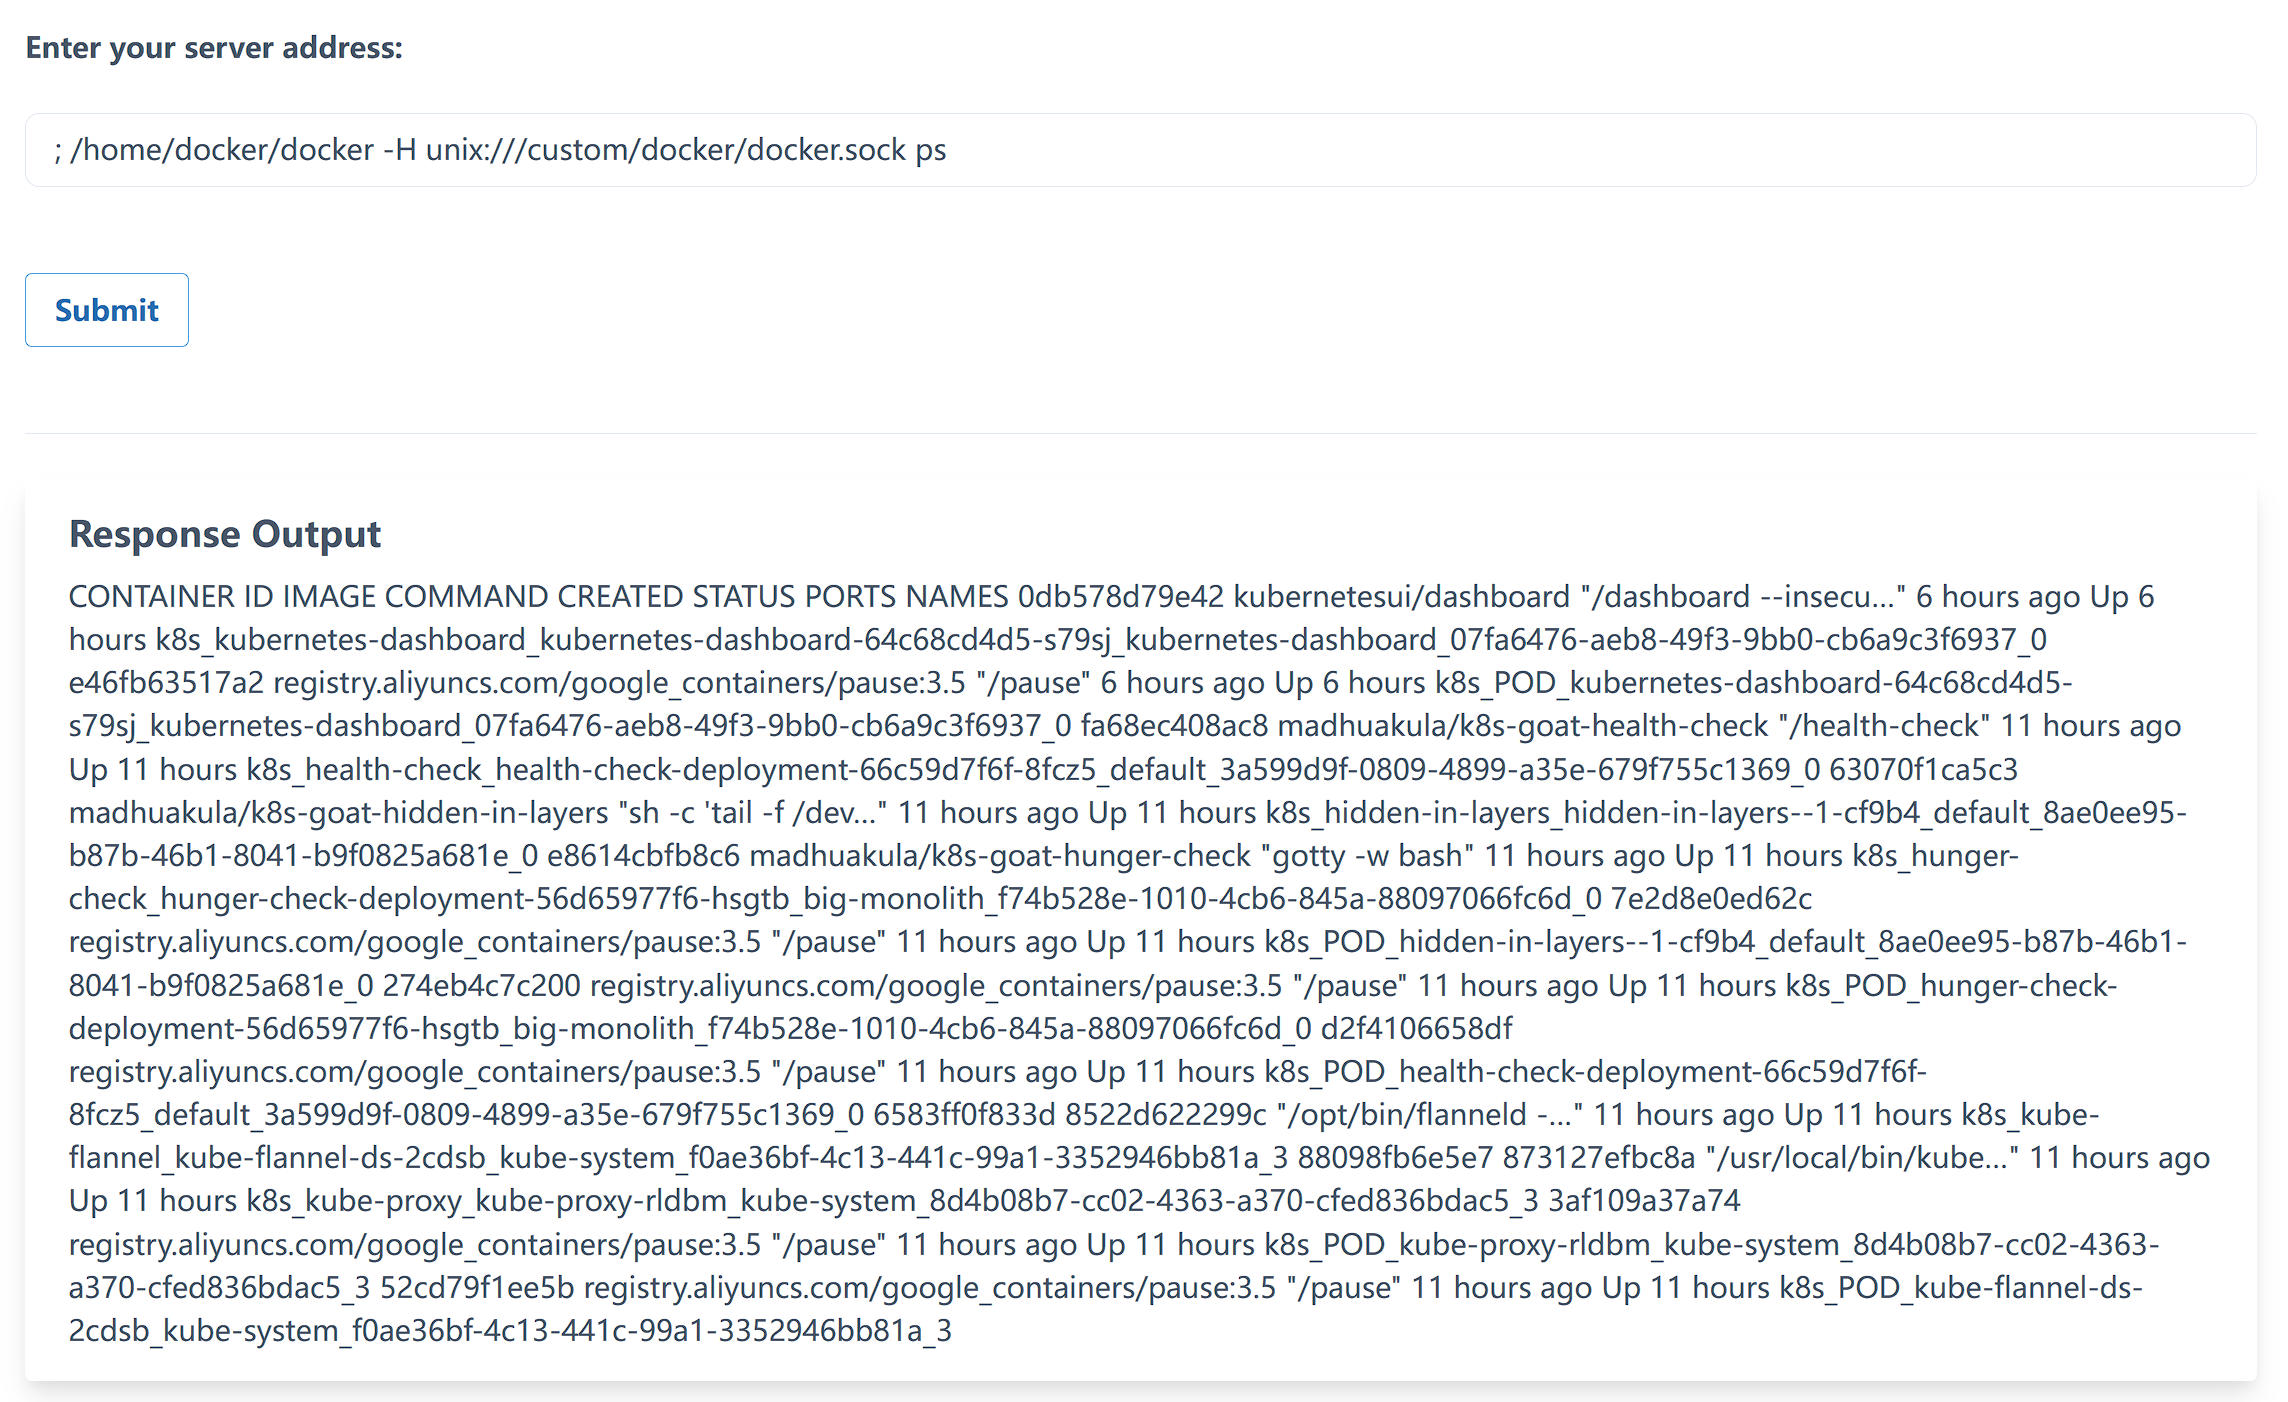 Enter your server address:
; /home/docker/docker -H unix:///custom/docker/docker.sock ps
Submit
Response Output
CONTAINER ID IMAGE COMMAND CREATED STATUS PORTS NAMES 0db578d79e42 kubernetesui/dashboard "/dashboard --insecu…" 6 hours ago Up 6
hours k8s_kubernetes-dashboard_kubernetes-dashboard-64c68cd4d5-s79sj_kubernetes-dashboard_07fa6476-aeb8-49f3-9bb0-cb6a9c3f6937_0
e46fb63517a2 registry.aliyuncs.com/google_containers/pause:3.5 "/pause" 6 hours ago Up 6 hours k8s_POD_kubernetes-dashboard-64c68cd4d5-
s79sj_kubernetes-dashboard_07fa6476-aeb8-49f3-9bb0-cb6a9c3f6937_0 fa68ec408ac8 madhuakula/k8s-goat-health-check "/health-check" 11 hours ago
Up 11 hours k8s_health-check_health-check-deployment-66c59d7f6f-8fcz5_default_3a599d9f-0809-4899-a35e-679f755c1369_0 63070f1ca5c3
madhuakula/k8s-goat-hidden-in-layers "sh -c 'tail -f /dev…" 11 hours ago Up 11 hours k8s_hidden-in-layers_hidden-in-layers--1-cf9b4_default_8ae0ee95-
b87b-46b1-8041-b9f0825a681e_0 e8614cbfb8c6 madhuakula/k8s-goat-hunger-check "gotty -w bash" 11 hours ago Up 11 hours k8s_hunger-
check_hunger-check-deployment-56d65977f6-hsgtb_big-monolith_f74b528e-1010-4cb6-845a-88097066fc6d_0 7e2d8e0ed62c
registry.aliyuncs.com/google_containers/pause:3.5 "/pause" 11 hours ago Up 11 hours k8s_POD_hidden-in-layers--1-cf9b4_default_8ae0ee95-b87b-46b1-
8041-b9f0825a681e_0 274eb4c7c200 registry.aliyuncs.com/google_containers/pause:3.5 "/pause" 11 hours ago Up 11 hours k8s_POD_hunger-check-
deployment-56d65977f6-hsgtb_big-monolith_f74b528e-1010-4cb6-845a-88097066fc6d_0 d2f4106658df
registry.aliyuncs.com/google_containers/pause:3.5 "/pause" 11 hours ago Up 11 hours k8s_POD_health-check-deployment-66c59d7f6f-
8fcz5_default_3a599d9f-0809-4899-a35e-679f755c1369_0 6583ff0f833d 8522d622299c "/opt/bin/flanneld -…" 11 hours ago Up 11 hours k8s_kube-
flannel_kube-flannel-ds-2cdsb_kube-system_f0ae36bf-4c13-441c-99a1-3352946bb81a_3 88098fb6e5e7 873127efbc8a "/usr/local/bin/kube…" 11 hours ago
Up 11 hours k8s_kube-proxy_kube-proxy-rldbm_kube-system_8d4b08b7-cc02-4363-a370-cfed836bdac5_3 3af109a37a74
registry.aliyuncs.com/google_containers/pause:3.5 "/pause" 11 hours ago Up 11 hours k8s_POD_kube-proxy-rldbm_kube-system_8d4b08b7-cc02-4363-
a370-cfed836bdac5_3 52cd79f1ee5b registry.aliyuncs.com/google_containers/pause:3.5 "/pause" 11 hours ago Up 11 hours k8s_POD_kube-flannel-ds-
2cdsb_kube-system_f0ae36bf-4c13-441c-99a1-3352946bb81a_3